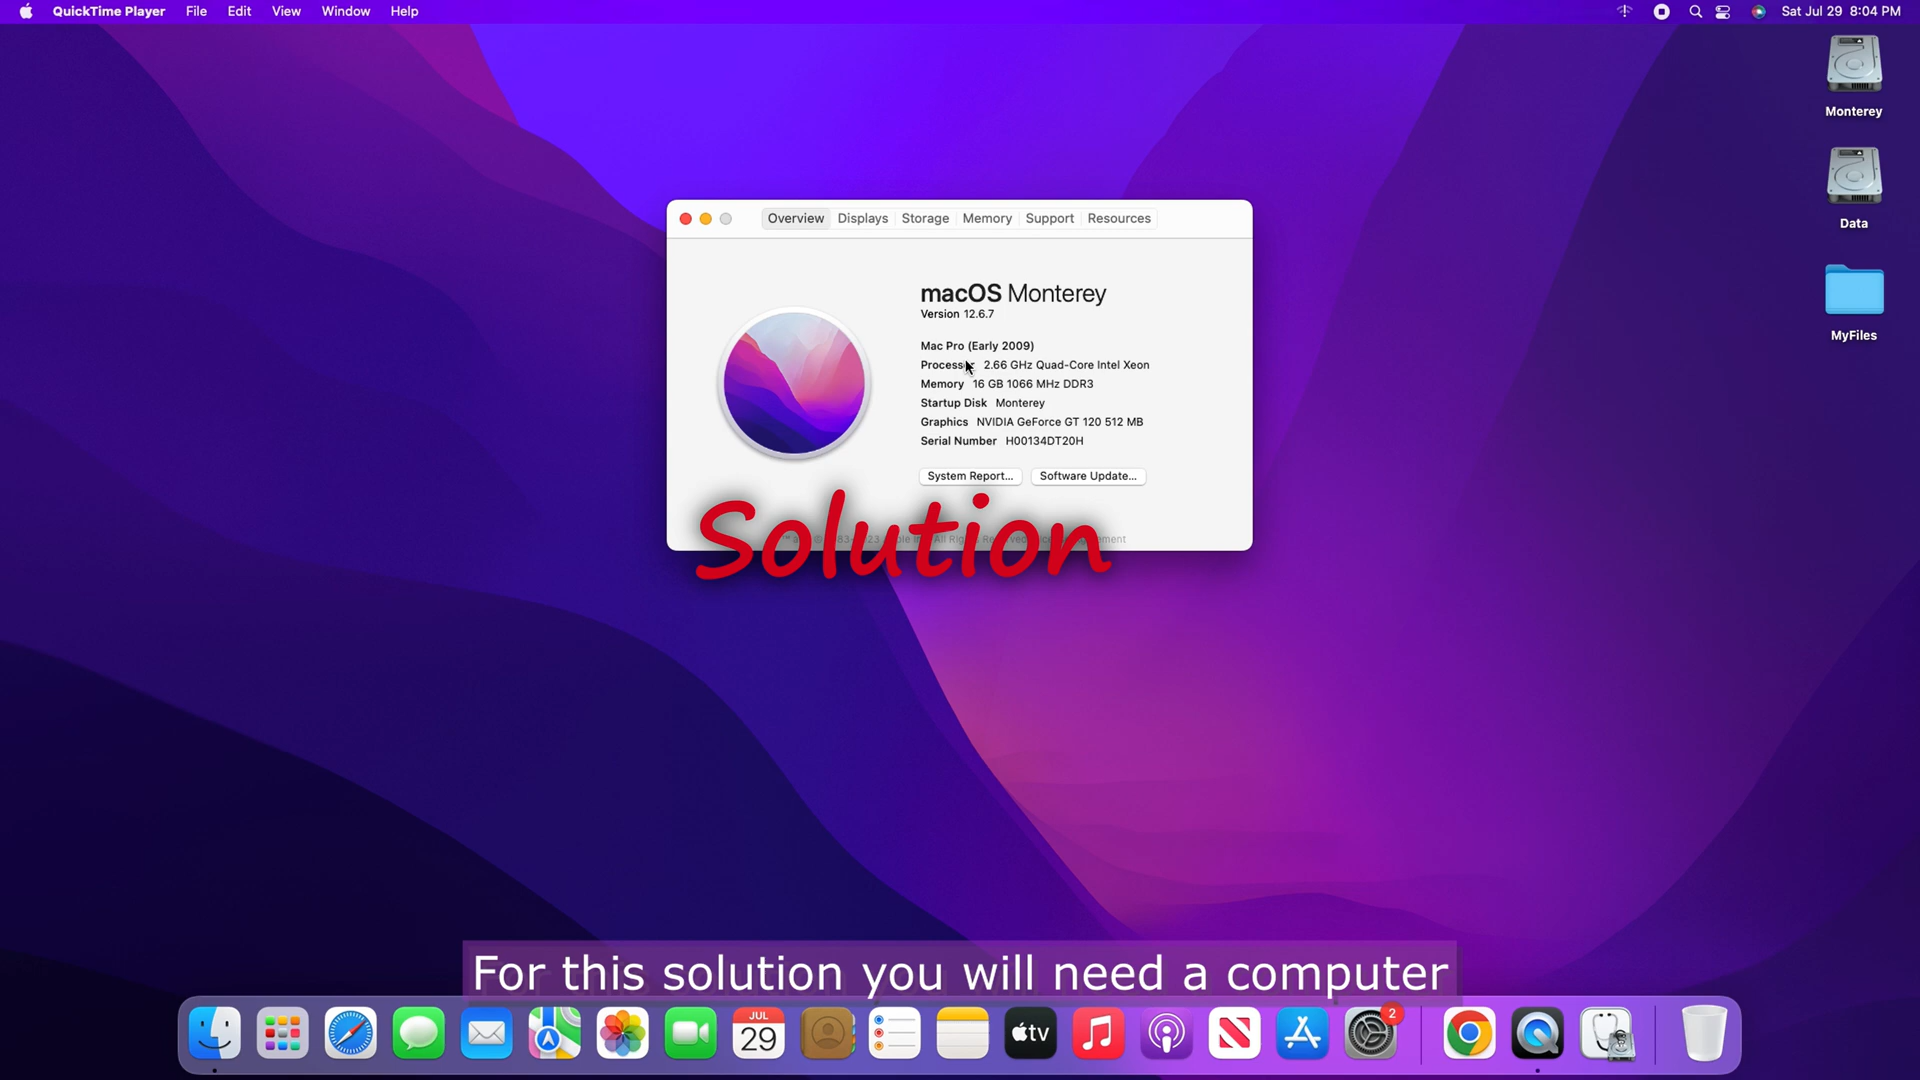 QuickTime Player File Edit View Window Help Sat Jul 29 8:04 PM
Monterey
Data
MyFiles
Overview Displays Storage Memory Support Resources
macOS Monterey
Version 12.6.7
Mac Pro (Early 2009)
Processor 2.66 GHz Quad-Core Intel Xeon
Memory 16 GB 1066 MHz DDR3
Startup Disk Monterey
Graphics NVIDIA GeForce GT 120 512 MB
Serial Number H00134DT20H
System Report... Software Update...
Solution
For this solution you will need a computer
JUL
29
tv
2